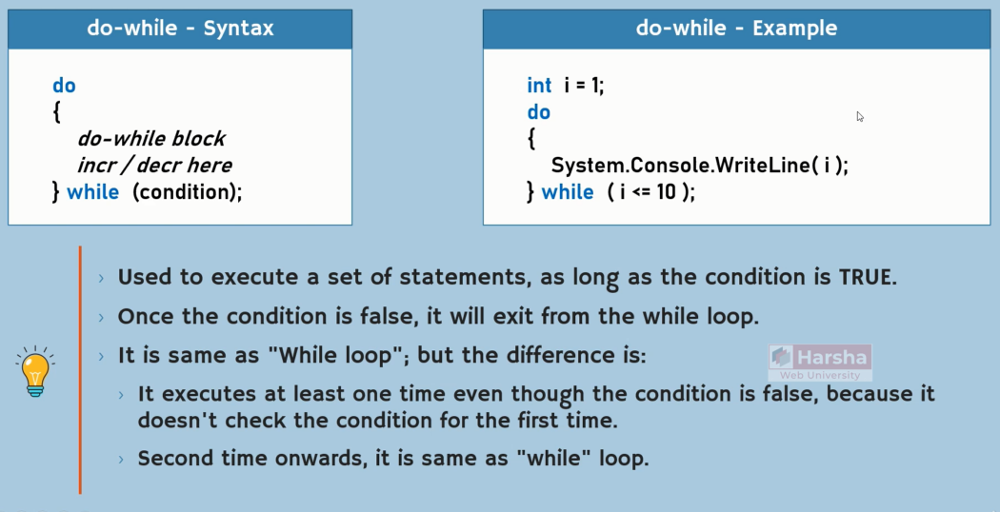 do-while - Syntax
do
{
do-while block
incr / decr here
} while (condition);
do-while - Example
int i = 1;
do
{
System.Console.WriteLine( i );
} while ( i <= 10 );
› Used to execute a set of statements, as long as the condition is TRUE.
› Once the condition is false, it will exit from the while loop.
› It is same as "While loop"; but the difference is:
› It executes at least one time even though the condition is false, because it
doesn't check the condition for the first time.
› Second time onwards, it is same as "while" loop.
Harsha
Web University